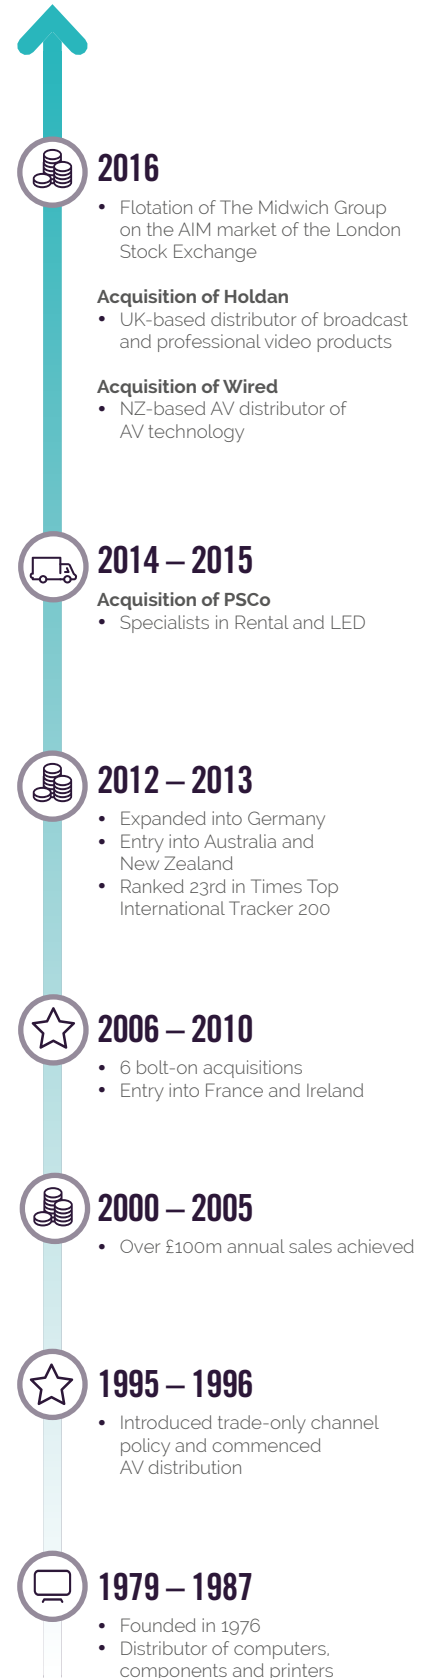 2016
• Flotation of The Midwich Group
on the AIM market of the London
Stock Exchange
Acquisition of Holdan
• UK-based distributor of broadcast
and professional video products
Acquisition of Wired
• NZ-based AV distributor of
AV technology
2014 – 2015
Acquisition of PSCo
• Specialists in Rental and LED
2012 – 2013
• Expanded into Germany
• Entry into Australia and
New Zealand
• Ranked 23rd in Times Top
International Tracker 200
2006 – 2010
• 6 bolt-on acquisitions
• Entry into France and Ireland
2000 – 2005
• Over £100m annual sales achieved
1995 – 1996
• Introduced trade-only channel
policy and commenced
AV distribution
1979 – 1987
• Founded in 1976
• Distributor of computers,
components and printers